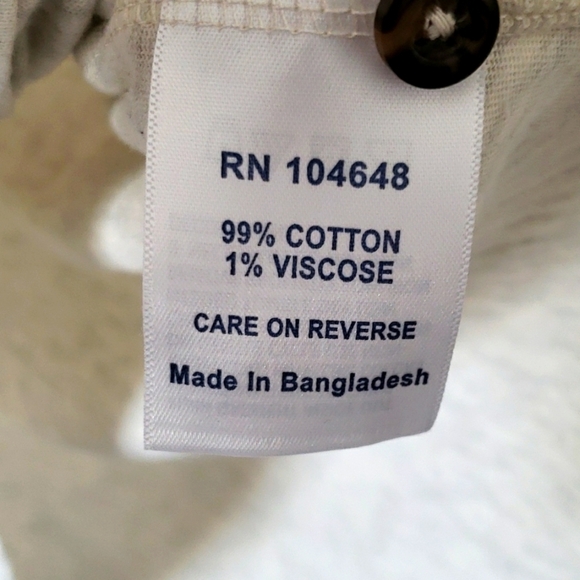 RN 104648
99% COTTON
1% VISCOSE
CARE ON REVERSE
Made In Bangladesh